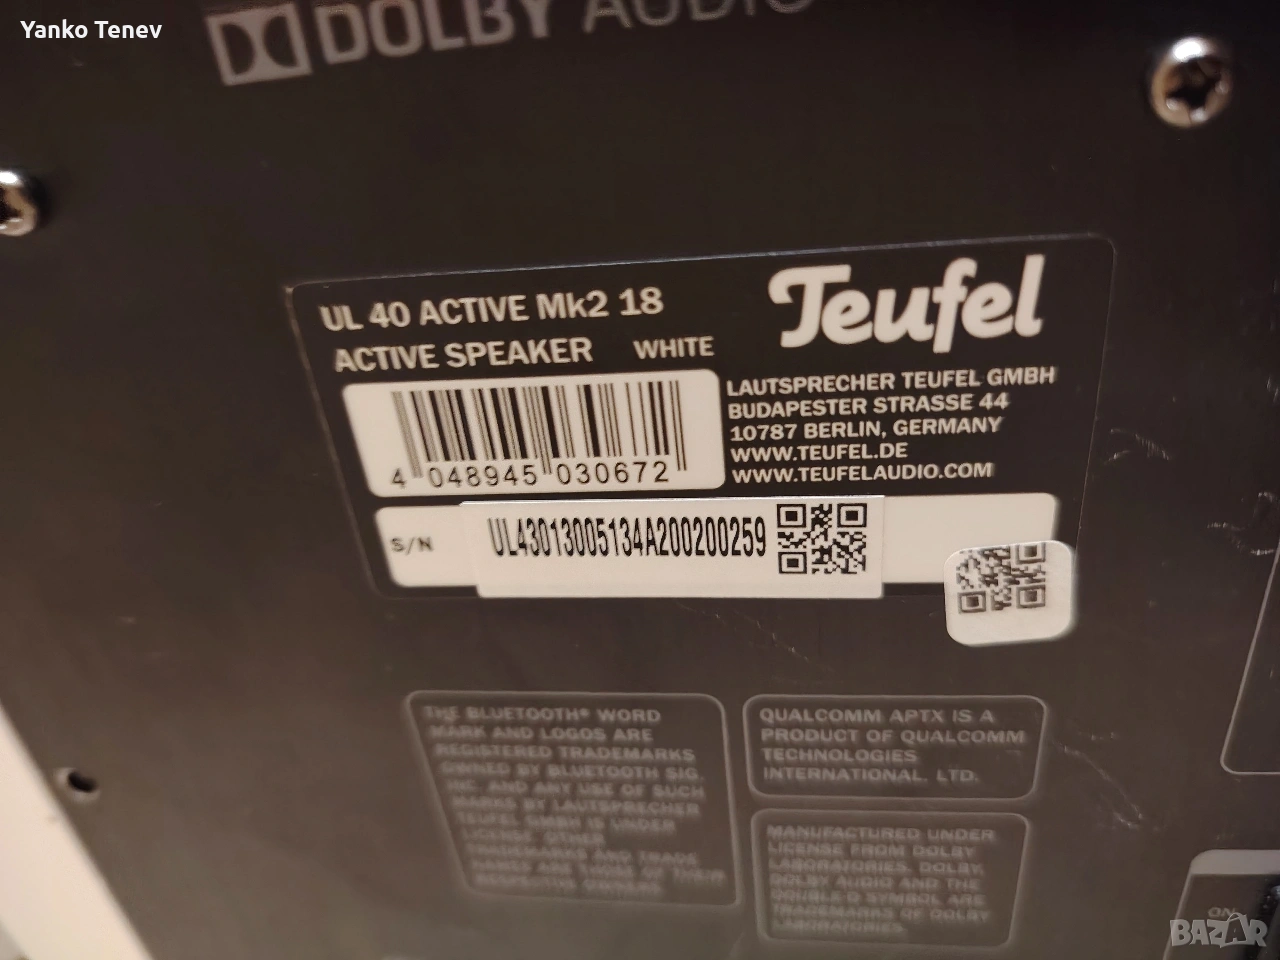 Yanko Tenev
DOLBY AUDIO
UL 40 ACTIVE Mk2 18
ACTIVE SPEAKER WHITE
Teufel
LAUTSPRECHER TEUFEL GMBH
BUDAPESTER STRASSE 44
10787 BERLIN, GERMANY
WWW.TEUFEL.DE
WWW.TEUFELAUDIO.COM
4 048945 030672
S/N UL43013005134A200200259
THE BLUETOOTH® WORD
MARK AND LOGOS ARE
REGISTERED TRADEMARKS
OWNED BY BLUETOOTH SIG,
INC. AND ANY USE OF SUCH
MARKS BY LAUTSPRECHER
TEUFEL GMBH IS UNDER
LICENSE. OTHER
TRADEMARKS AND TRADE
NAMES ARE THOSE OF THEIR
RESPECTIVE OWNERS.
QUALCOMM APTX IS A
PRODUCT OF QUALCOMM
TECHNOLOGIES
INTERNATIONAL, LTD.
MANUFACTURED UNDER
LICENSE FROM DOLBY
LABORATORIES. DOLBY,
DOLBY AUDIO AND THE
DOUBLE-D SYMBOL ARE
TRADEMARKS OF DOLBY
LABORATORIES.
ON
BAZAR